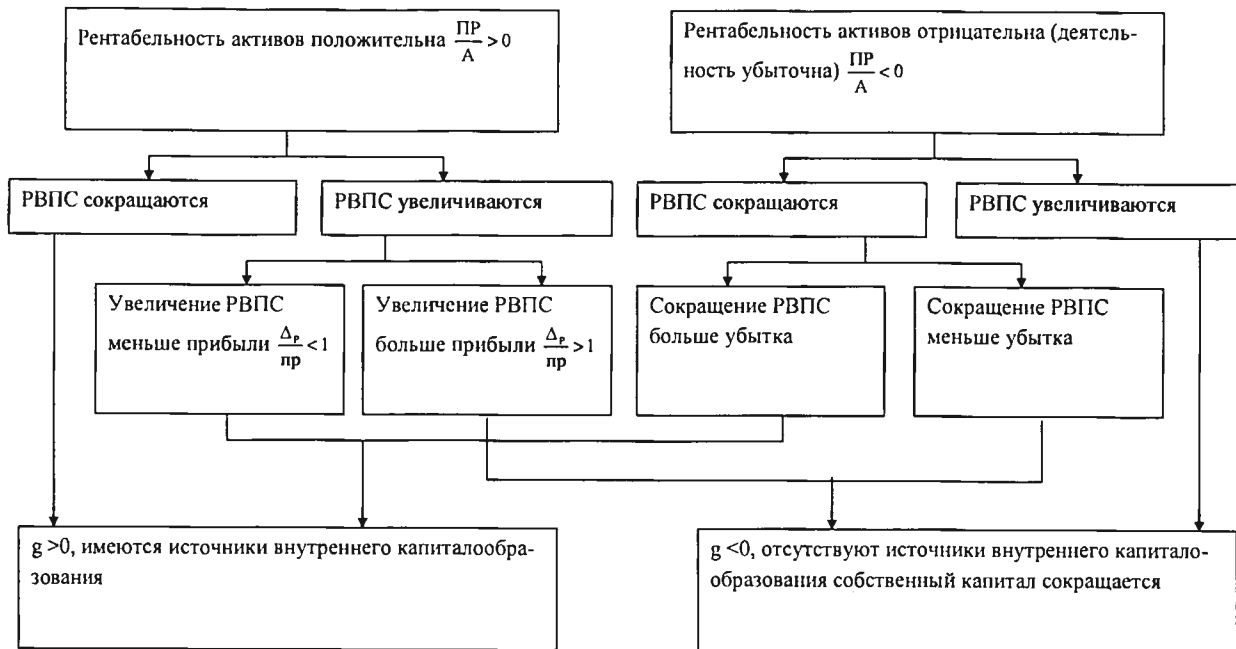 Рентабельность активов положительна ПР/А > 0
Рентабельность активов отрицательна (деятель-
ность убыточна) ПР/А < 0
РВПС сокращаются
РВПС увеличиваются
РВПС сокращаются
РВПС увеличиваются
Увеличение РВПС
меньше прибыли Δр/пр < 1
Увеличение РВПС
больше прибыли Δр/пр > 1
Сокращение РВПС
больше убытка
Сокращение РВПС
меньше убытка
g >0, имеются источники внутреннего капиталообра-
зования
g <0, отсутствуют источники внутреннего капитало-
образования собственный капитал сокращается